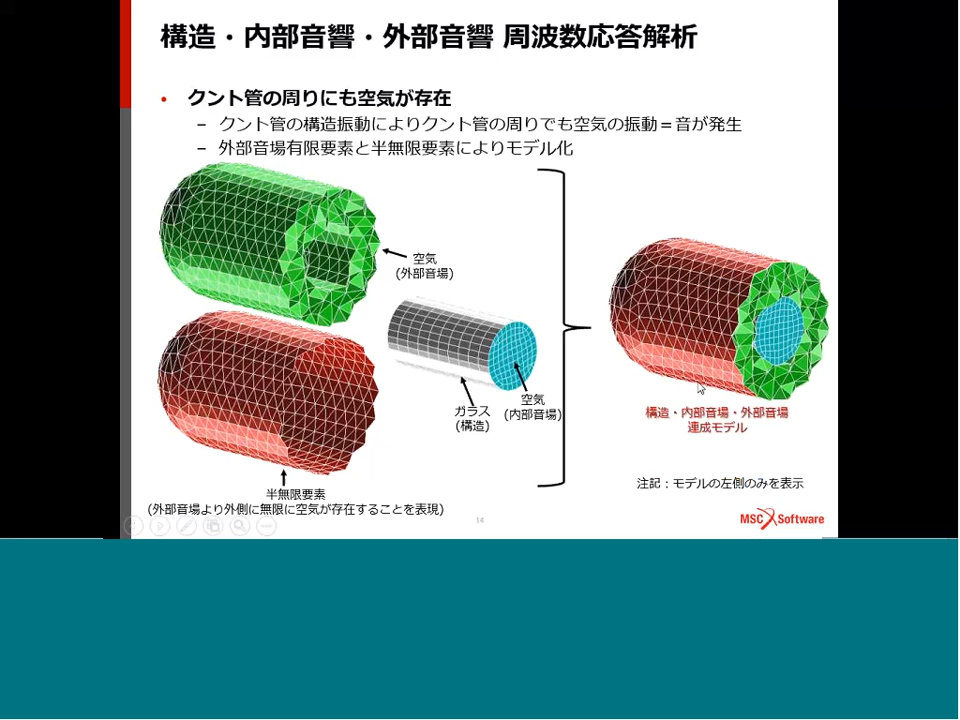 構造・内部音響・外部音響 周波数応答解析
• クント管の周りにも空気が存在
– クント管の構造振動によりクント管の周りでも空気の振動＝音が発生
– 外部音場有限要素と半無限要素によりモデル化
空気
(外部音場)
ガラス
(構造)
空気
(内部音場)
構造・内部音場・外部音場
連成モデル
半無限要素
(外部音場より外側に無限に空気が存在することを表現)
注記：モデルの左側のみを表示
14
MSC Software